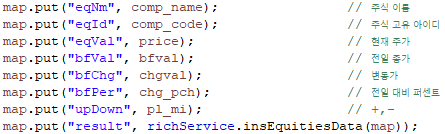 map.put("eqNm", comp_name); // 주식 이름
map.put("eqId", comp_code); // 주식 고유 아이디
map.put("eqVal", price); // 현재 주가
map.put("bfVal", bfval); // 전일 종가
map.put("bfChg", chgval); // 변동가
map.put("bfPer", chg_pch); // 전일 대비 퍼센트
map.put("upDown", pl_mi); // +,-
map.put("result", richService.insEquitiesData(map));